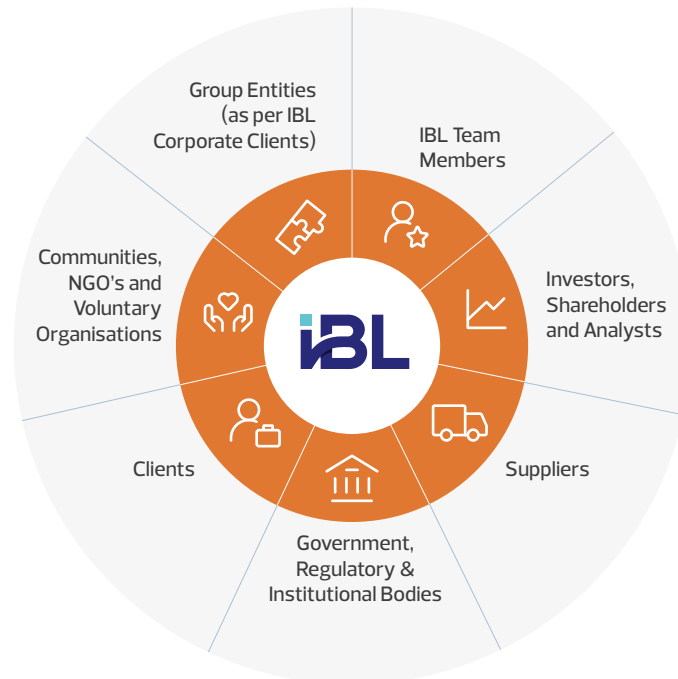 Group Entities
(as per IBL
Corporate Clients)
IBL Team
Members
Investors,
Shareholders
and Analysts
Suppliers
Government,
Regulatory &
Institutional Bodies
Clients
Communities,
NGO's and
Voluntary
Organisations
iBL